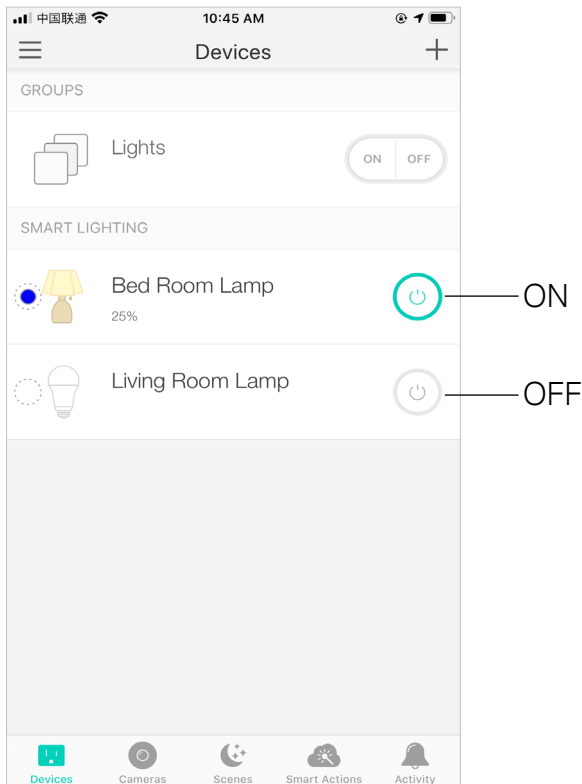 中国联通 10:45 AM
Devices
GROUPS
Lights ON OFF
SMART LIGHTING
Bed Room Lamp
25%
ON
Living Room Lamp
OFF
Devices Cameras Scenes Smart Actions Activity